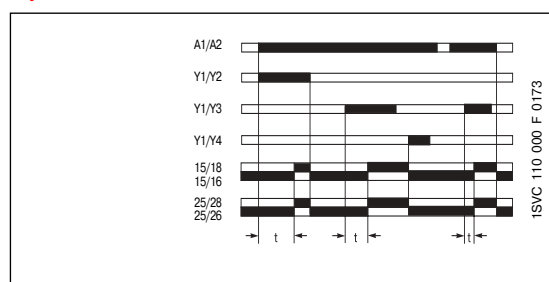 A1/A2
Y1/Y2
Y1/Y3
Y1/Y4
15/18
15/16
25/28
25/26
t t t
1SVC 110 000 F 0173